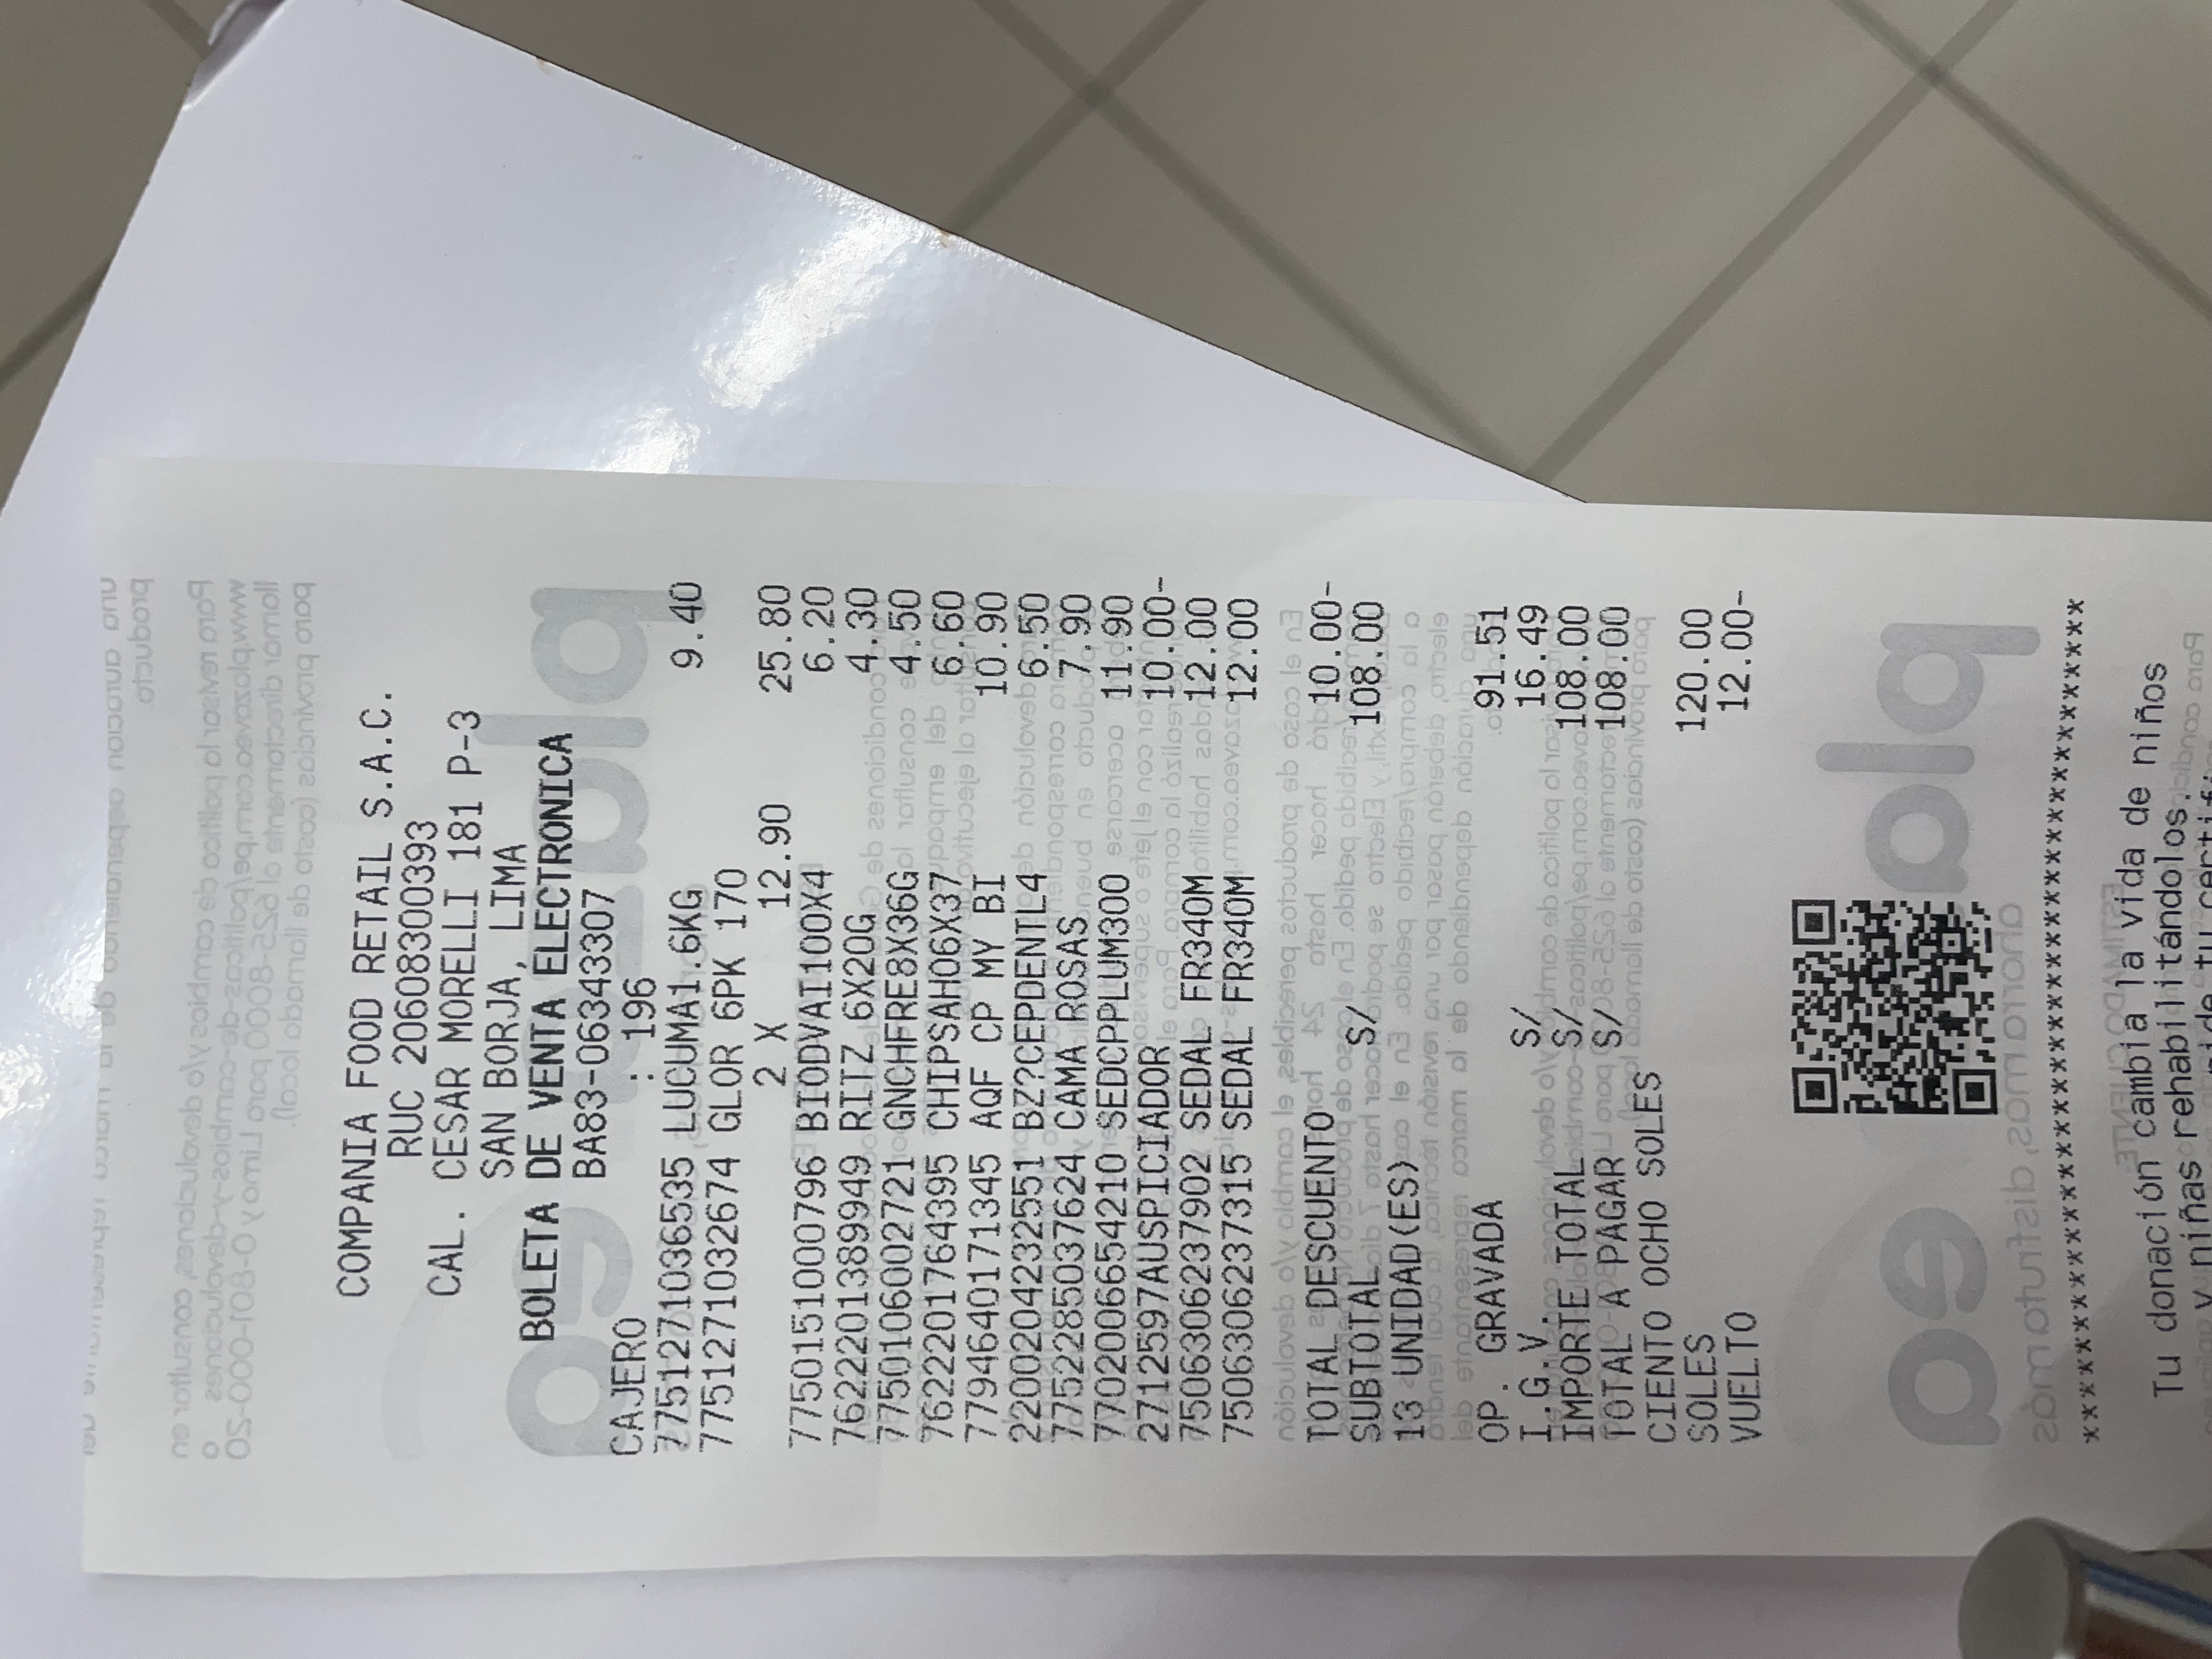 COMPANIA FOOD RETAIL S.A.C.
RUC 20608300393
CAL. CESAR MORELLI 181 P-3
SAN BORJA, LIMA
BOLETA DE VENTA ELECTRONICA
BA83-06343307
CAJERO : 196
7751271036535 LUCUMA1.6KG 9.40
7751271032674 GLOR 6PK 170
2 X 12.90 25.80
7750151000796 BIODVAI100X4 6.20
7622201389949 RITZ 6X20G 4.30
7750106002721 GNCHFRE8X36G 4.50
7622201764395 CHIPSAHO6X37 6.60
7794640171345 AQF CP MY BI 10.90
2200204232551 BZ?CEPDENTL4 6.50
7752285037624 CAMA ROSAS 7.90
7702006654210 SEDCPPLUM300 11.90
2712597AUSPICIADOR 10.00-
7506306237902 SEDAL FR340M 12.00
7506306237315 SEDAL FR340M 12.00
TOTAL DESCUENTO 10.00-
SUBTOTAL S/ 108.00
13 UNIDAD(ES)
OP. GRAVADA 91.51
I.G.V. S/ 16.49
IMPORTE TOTAL S/ 108.00
TOTAL A PAGAR S/ 108.00
CIENTO OCHO SOLES
SOLES 120.00
VUELTO 12.00-
*************************************
Tu donación cambia la vida de niños
y niñas rehabilitándolos.
tu